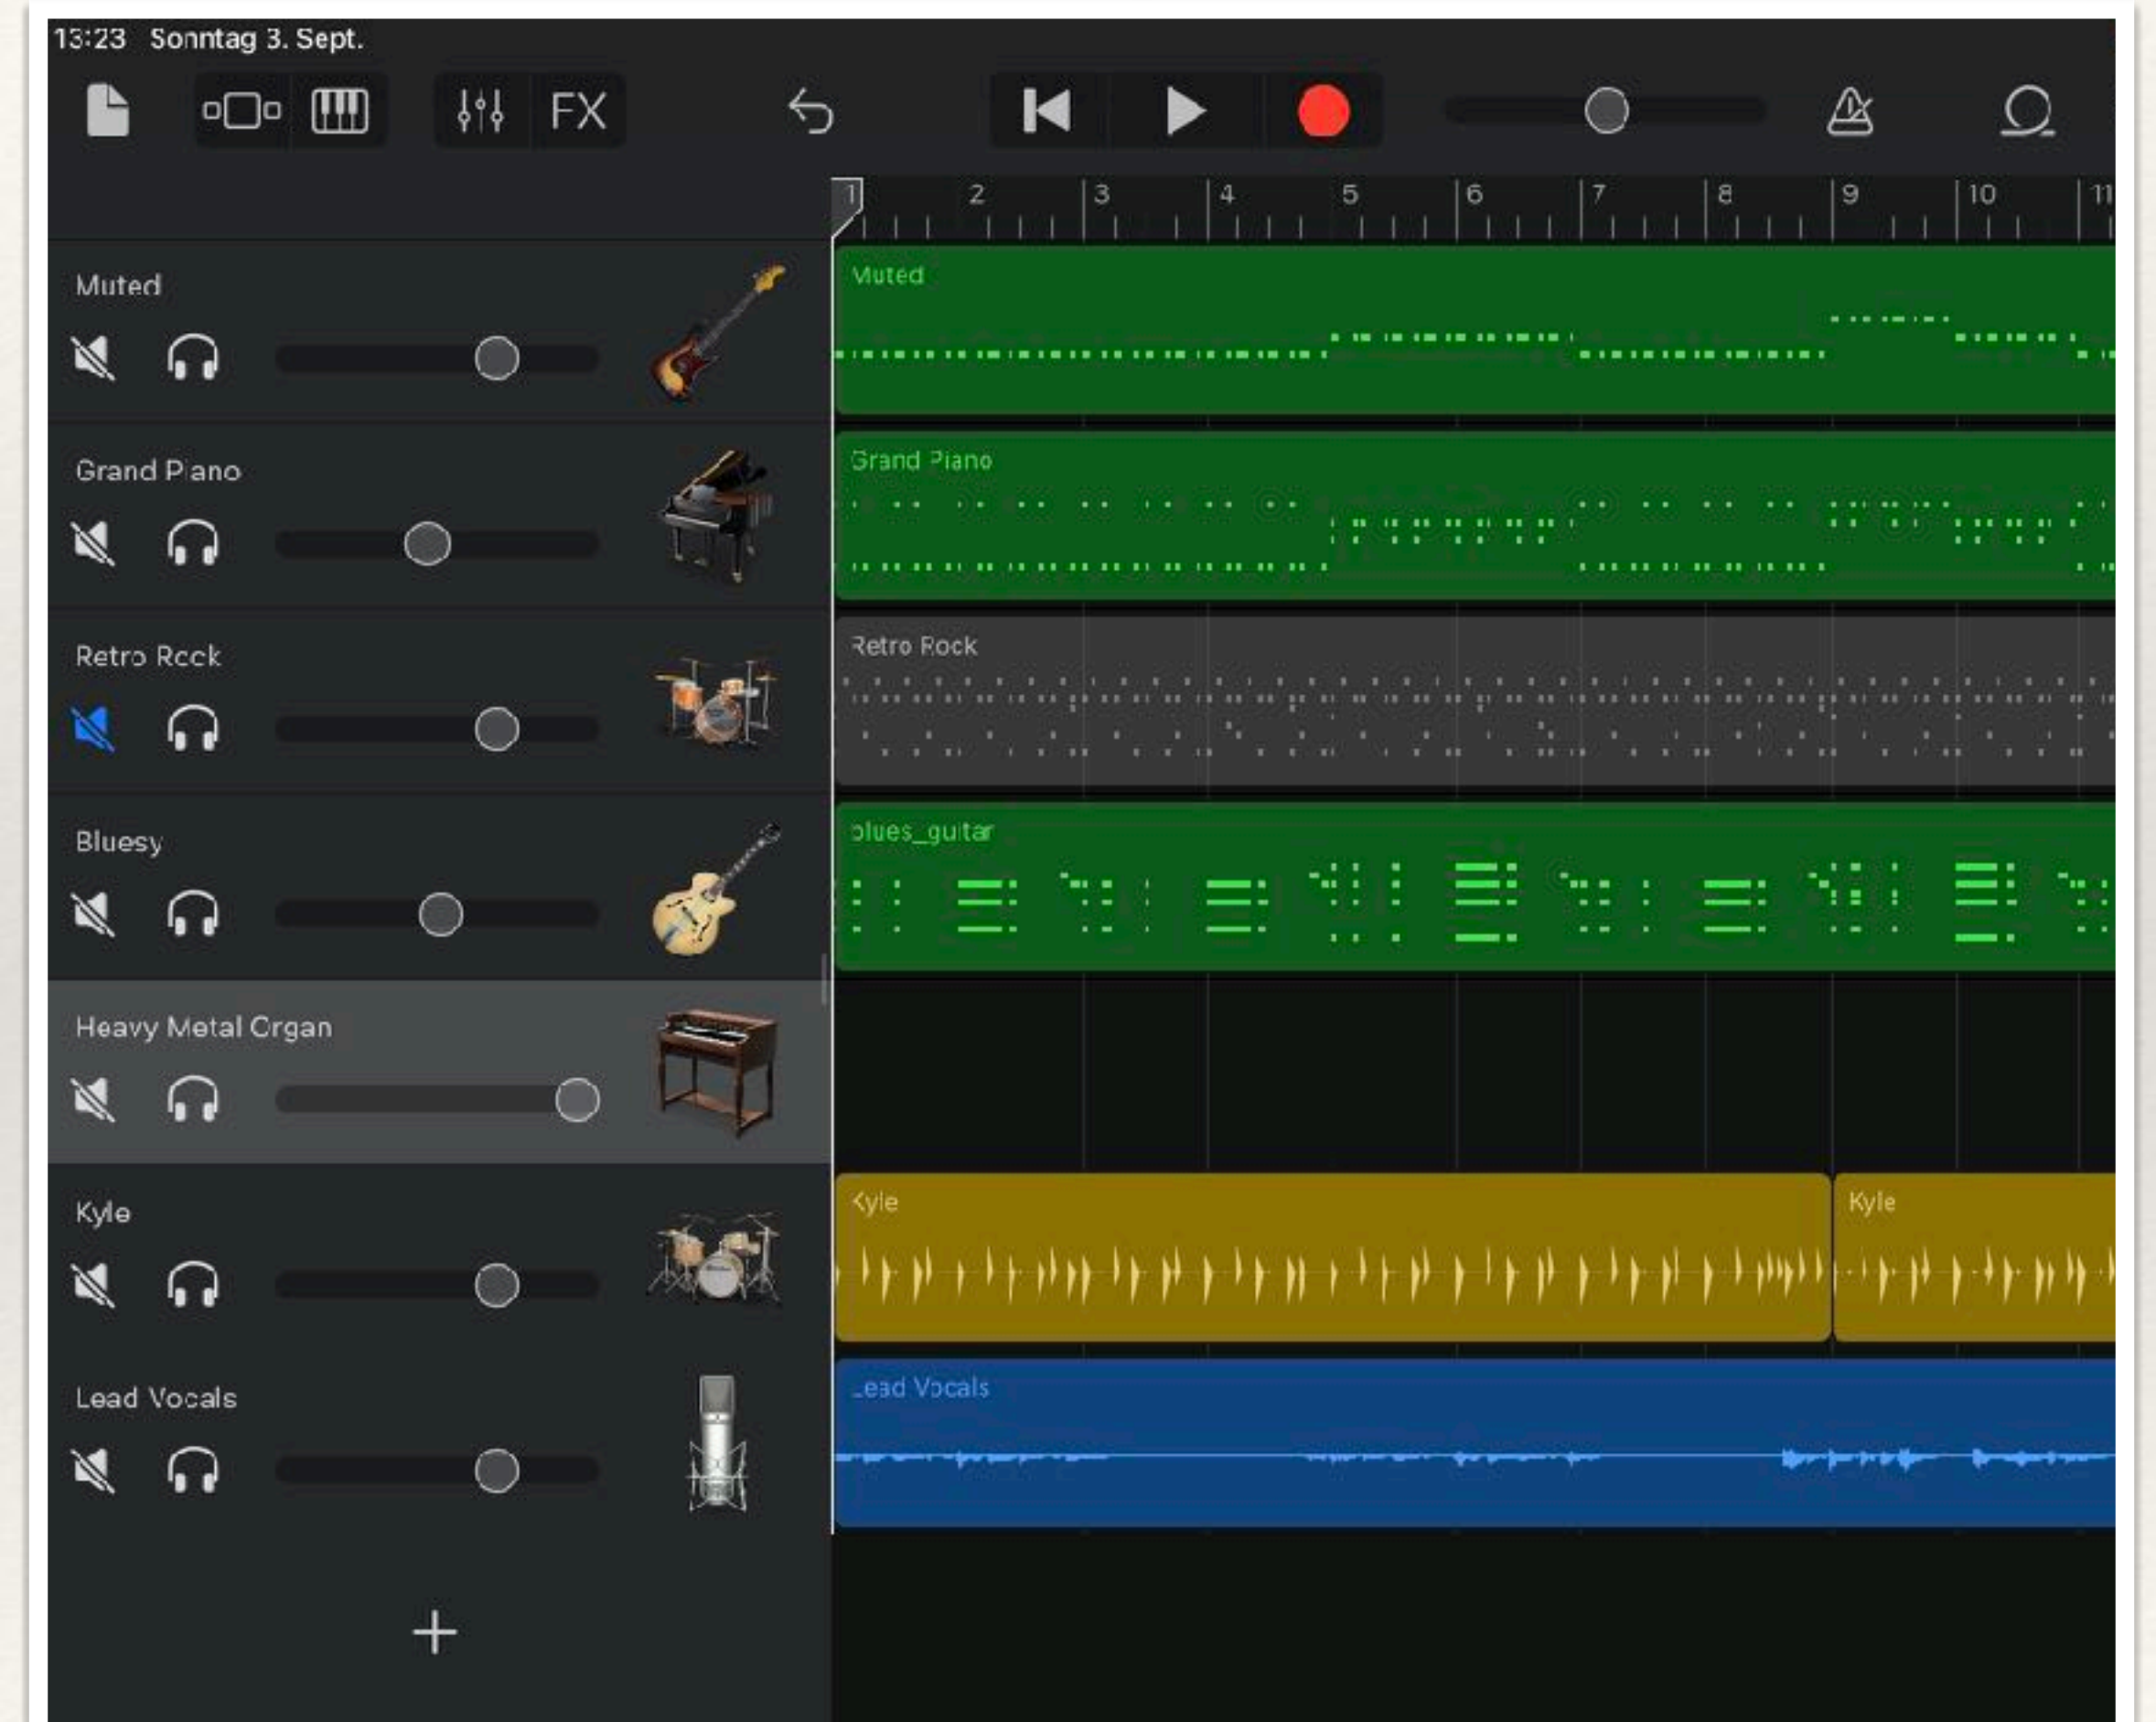 13:23 Sonntag 3. Sept.
FX
1 2 3 4 5 6 7 8 9 10 11
Muted
Muted
Grand Piano
Grand Piano
Retro Rock
Retro Rock
Bluesy
blues_guitar
Heavy Metal Organ
Kyle
Kyle
Kyle
Lead Vocals
Lead Vocals